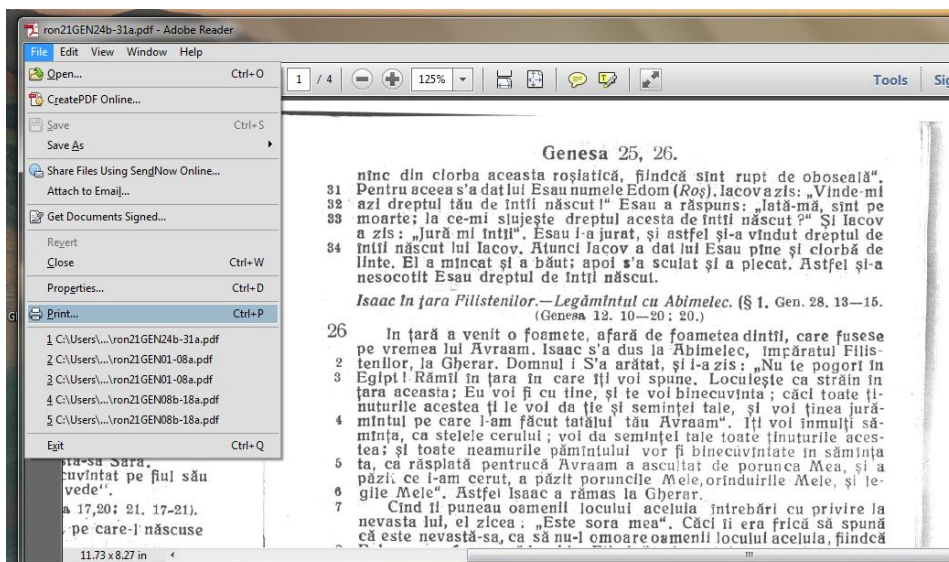 ron21GEN24b-31a.pdf - Adobe Reader
File Edit View Window Help
Open... Ctrl+O
CreatePDF Online...
Save Ctrl+S
Save As
Share Files Using SendNow Online...
Attach to Email...
Get Documents Signed...
Revert
Close Ctrl+W
Properties... Ctrl+D
Print... Ctrl+P
1 C:\Users\...\ron21GEN24b-31a.pdf
2 C:\Users\...\ron21GEN01-08a.pdf
3 C:\Users\...\ron21GEN01-08a.pdf
4 C:\Users\...\ron21GEN08b-18a.pdf
5 C:\Users\...\ron21GEN08b-18a.pdf
Exit Ctrl+Q
1 / 4 125% Tools
sta-sa Sara.
cuvîntat pe fiul său
vede“.
17,20; 21. 17-21).
pe care-l născuse
11.73 x 8.27 in
Genesa 25, 26.
nînc din ciorba aceasta roşiatică, fiindcă sînt rupt de oboseală“.
31 Pentru aceea s'a dat lui Esau numele Edom (Roş). Iacov a zis: „Vinde-mi
32 azi dreptul tău de întîi născut!“ Esau a răspuns: „Iată-mă, sînt pe
33 moarte; la ce-mi slujeşte dreptul acesta de întîi născut?“ Şi Iacov
a zis: „Jură mi întîi“. Esau i-a jurat, şi astfel şi-a vîndut dreptul de
34 întîi născut lui Iacov. Atunci Iacov a dat lui Esau pîne şi ciorbă de
linte. El a mîncat şi a băut; apoi s'a sculat şi a plecat. Astfel şi-a
nesocotit Esau dreptul de întîi născut.
Isaac în ţara Filistenilor.—Legămîntul cu Abimelec. (§ 1. Gen. 28, 13—15.
(Genesa 12. 10—20; 20.)
26 In ţară a venit o foamete, afară de foametea dintîi, care fusese
pe vremea lui Avraam. Isaac s'a dus la Abimelec, împăratul Filis-
2 tenilor, la Gherar. Domnul i S'a arătat, şi i-a zis: „Nu te pogorî în
3 Egipt! Rămîi în ţara în care îţi voi spune. Locuieşte ca străin în
ţara aceasta; Eu voi fi cu tine, şi te voi binecuvînta; căci toate ţi-
nuturile acestea ţi le voi da ţie şi seminţei tale, şi voi ţinea jură-
4 mîntul pe care l-am făcut tatălui tău Avraam“. Iţi voi înmulţi să-
mînţa, ca stelele cerului; voi da seminţei tale toate ţinuturile aces-
tea; şi toate neamurile pămîntului vor fi binecuvîntate în sămînţa
5 ta, ca răsplată pentrucă Avraam a ascultat de porunca Mea, şi a
păzit ce i-am cerut, a păzit poruncile Mele, orînduirile Mele, şi le-
6 gile Mele“. Astfel Isaac a rămas la Gherar.
7 Cînd îi puneau oamenii locului aceluia întrebări cu privire la
nevasta lui, el zicea: „Este sora mea“. Căci îi era frică să spună
că este nevastă-sa, ca să nu-l omoare oamenii locului aceluia, fiindcă